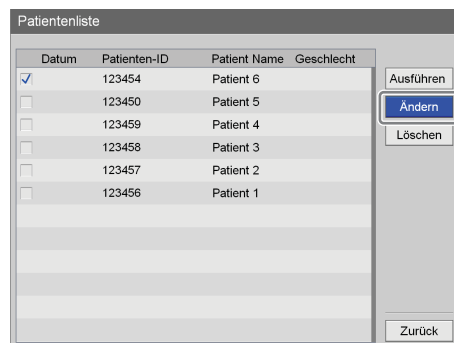 Patientenliste
Datum Patienten-ID Patient Name Geschlecht
123454 Patient 6
123450 Patient 5
123459 Patient 4
123458 Patient 3
123457 Patient 2
123456 Patient 1
Ausführen
Ändern
Löschen
Zurück